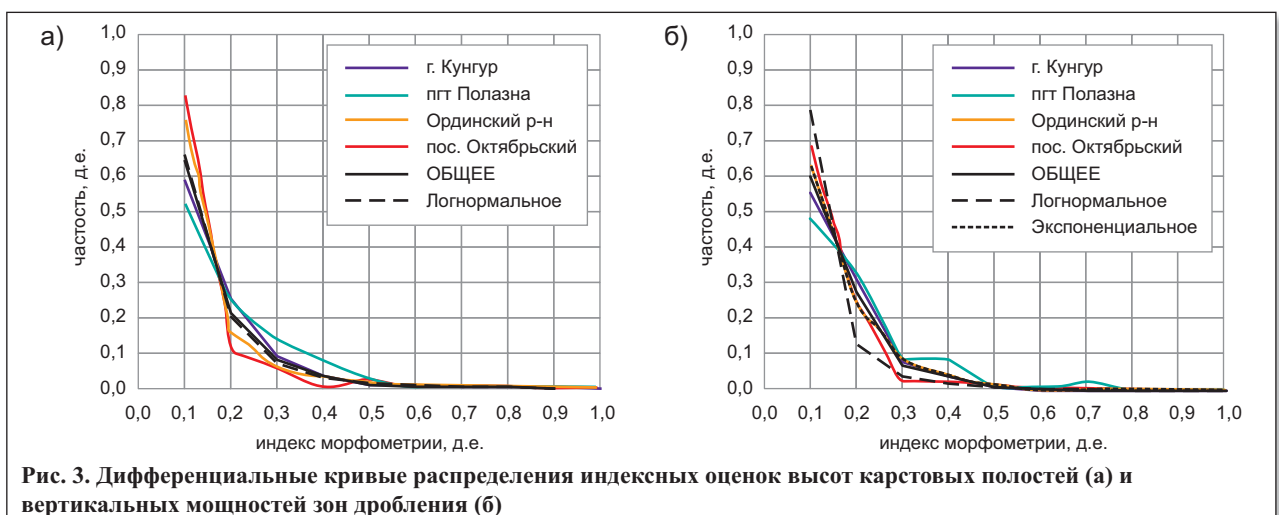 а)
1,0
0,9
0,8
0,7
0,6
0,5
0,4
0,3
0,2
0,1
0,0
частость, д.е.
г. Кунгур
пгт Полазна
Ординский р-н
пос. Октябрьский
ОБЩЕЕ
Логнормальное
0,0 0,1 0,2 0,3 0,4 0,5 0,6 0,7 0,8 0,9 1,0
индекс морфометрии, д.е.
б)
1,0
0,9
0,8
0,7
0,6
0,5
0,4
0,3
0,2
0,1
0,0
частость, д.е.
г. Кунгур
пгт Полазна
Ординский р-н
пос. Октябрьский
ОБЩЕЕ
Логнормальное
Экспоненциальное
0,0 0,1 0,2 0,3 0,4 0,5 0,6 0,7 0,8 0,9 1,0
индекс морфометрии, д.е.
Рис. 3. Дифференциальные кривые распределения индексных оценок высот карстовых полостей (а) и
вертикальных мощностей зон дробления (б)